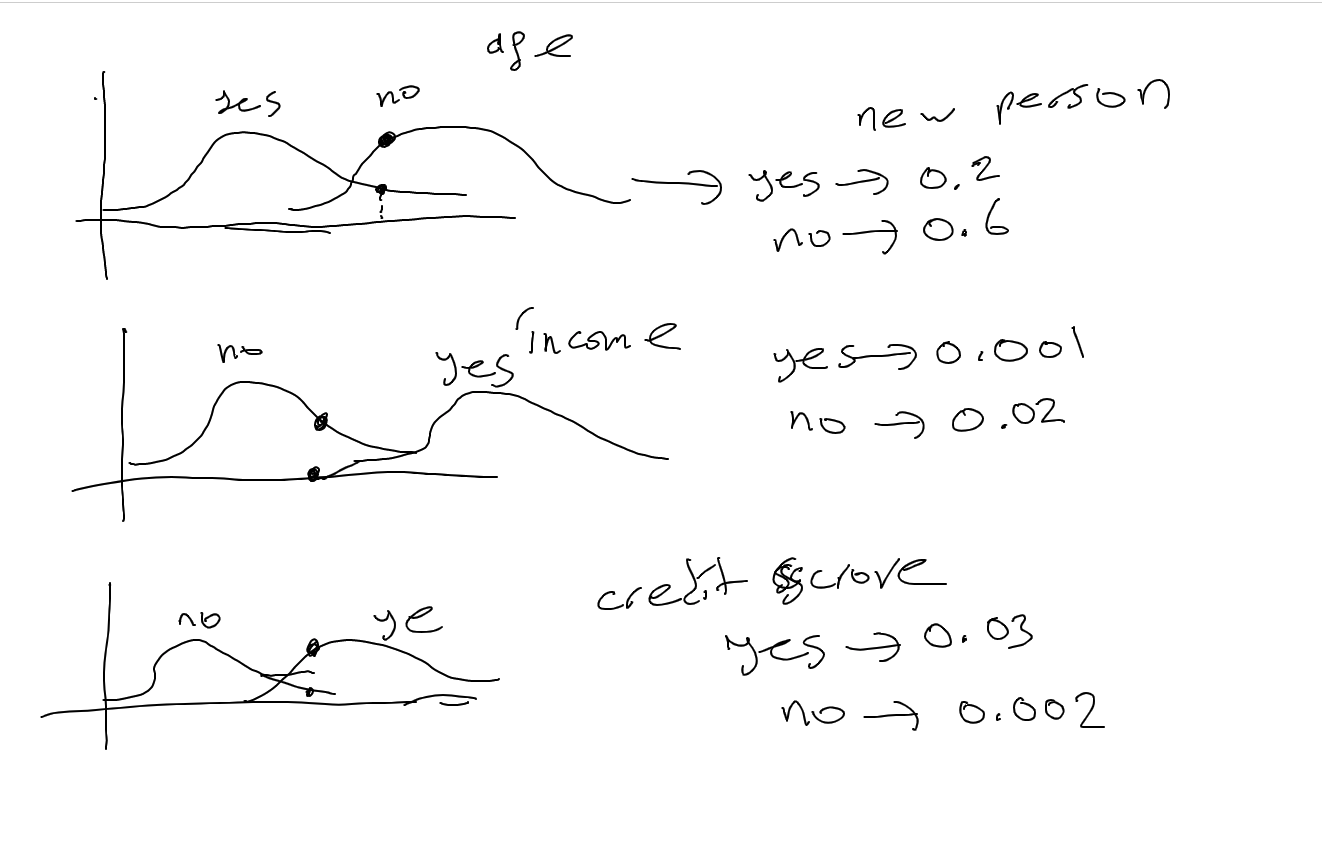 age
yes no
new person
→ yes → 0.2
no → 0.6
income
no yes
yes → 0.001
no → 0.02
credit scrove
no ye
yes → 0.03
no → 0.002